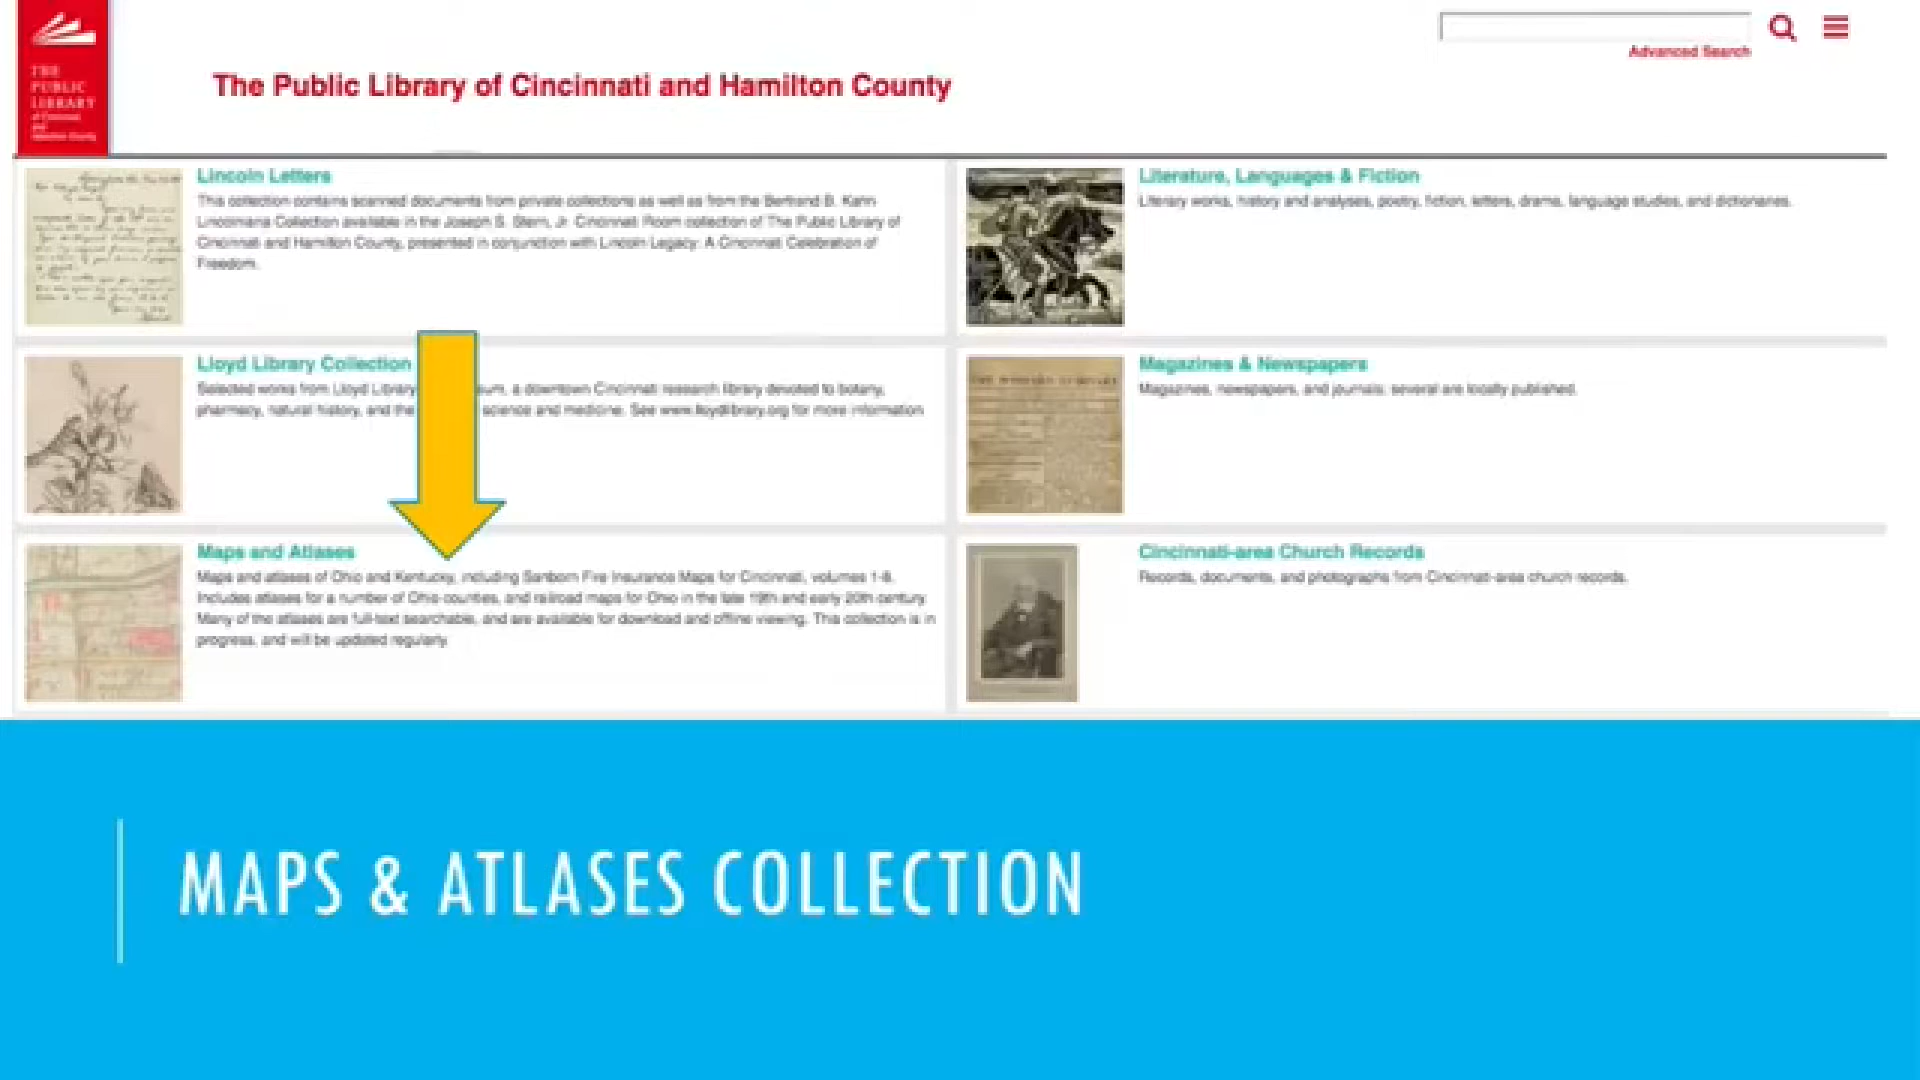 THE
PUBLIC
LIBRARY
of Cincinnati
and
Hamilton County
Advanced Search
The Public Library of Cincinnati and Hamilton County
Lincoln Letters
This collection contains scanned documents from private collections as well as from the Bertrand B. Kahn
Lincolniana Collection available in the Joseph S. Stern, Jr. Cincinnati Room collection of The Public Library of
Cincinnati and Hamilton County, presented in conjunction with Lincoln Legacy: A Cincinnati Celebration of
Freedom.
Literature, Languages & Fiction
Literary works, history and analyses, poetry, fiction, letters, drama, language studies, and dictionaries.
Lloyd Library Collection
Selected works from Lloyd Library um, a downtown Cincinnati research library devoted to botany,
pharmacy, natural history, and the science and medicine. See www.lloydlibrary.org for more information
Magazines & Newspapers
Magazines, newspapers, and journals; several are locally published.
Maps and Atlases
Maps and atlases of Ohio and Kentucky, including Sanborn Fire Insurance Maps for Cincinnati, volumes 1-6.
Includes atlases for a number of Ohio counties, and railroad maps for Ohio in the late 19th and early 20th century.
Many of the atlases are full-text searchable, and are available for download and offline viewing. This collection is in
progress, and will be updated regularly.
Cincinnati-area Church Records
Records, documents, and photographs from Cincinnati-area church records.
MAPS & ATLASES COLLECTION